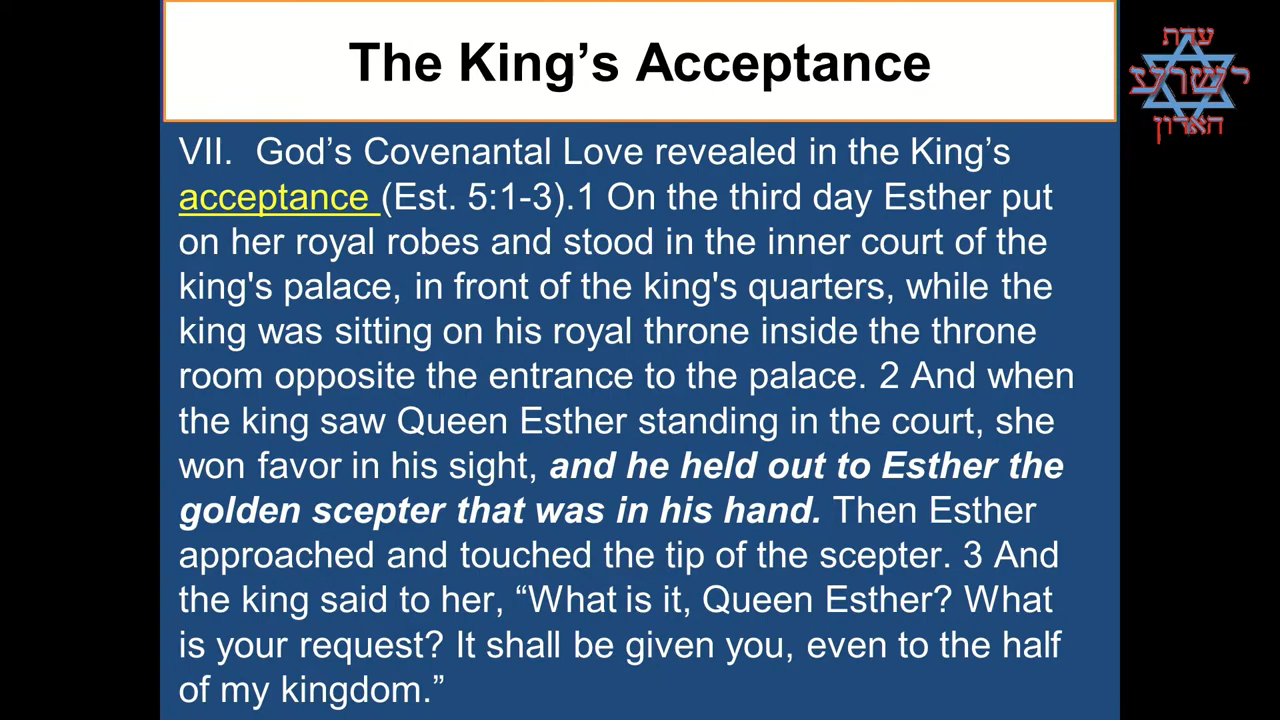 The King’s Acceptance
עדת
ישוע
האדון
VII.  God’s Covenantal Love revealed in the King’s
acceptance (Est. 5:1-3).1 On the third day Esther put
on her royal robes and stood in the inner court of the
king's palace, in front of the king's quarters, while the
king was sitting on his royal throne inside the throne
room opposite the entrance to the palace. 2 And when
the king saw Queen Esther standing in the court, she
won favor in his sight, and he held out to Esther the
golden scepter that was in his hand. Then Esther
approached and touched the tip of the scepter. 3 And
the king said to her, “What is it, Queen Esther? What
is your request? It shall be given you, even to the half
of my kingdom.”